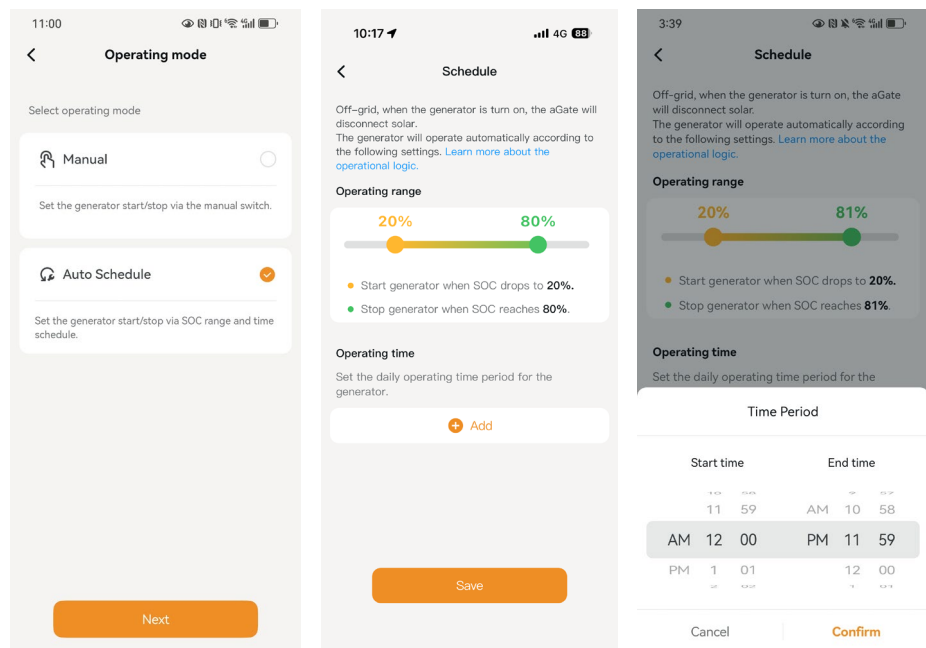 11:00
Operating mode
Select operating mode
Manual
Set the generator start/stop via the manual switch.
Auto Schedule
Set the generator start/stop via SOC range and time
schedule.
Next
10:17
4G 88
Schedule
Off-grid, when the generator is turn on, the aGate will
disconnect solar.
The generator will operate automatically according to
the following settings. Learn more about the
operational logic.
Operating range
20% 80%
Start generator when SOC drops to 20%.
Stop generator when SOC reaches 80%.
Operating time
Set the daily operating time period for the
generator.
Add
Save
3:39
Schedule
Off-grid, when the generator is turn on, the aGate
will disconnect solar.
The generator will operate automatically according
to the following settings. Learn more about the
operational logic.
Operating range
20% 81%
Start generator when SOC drops to 20%.
Stop generator when SOC reaches 81%.
Operating time
Set the daily operating time period for the
Time Period
Start time End time
11 59 AM 10 58
AM 12 00 PM 11 59
PM 1 01 12 00
Cancel Confirm